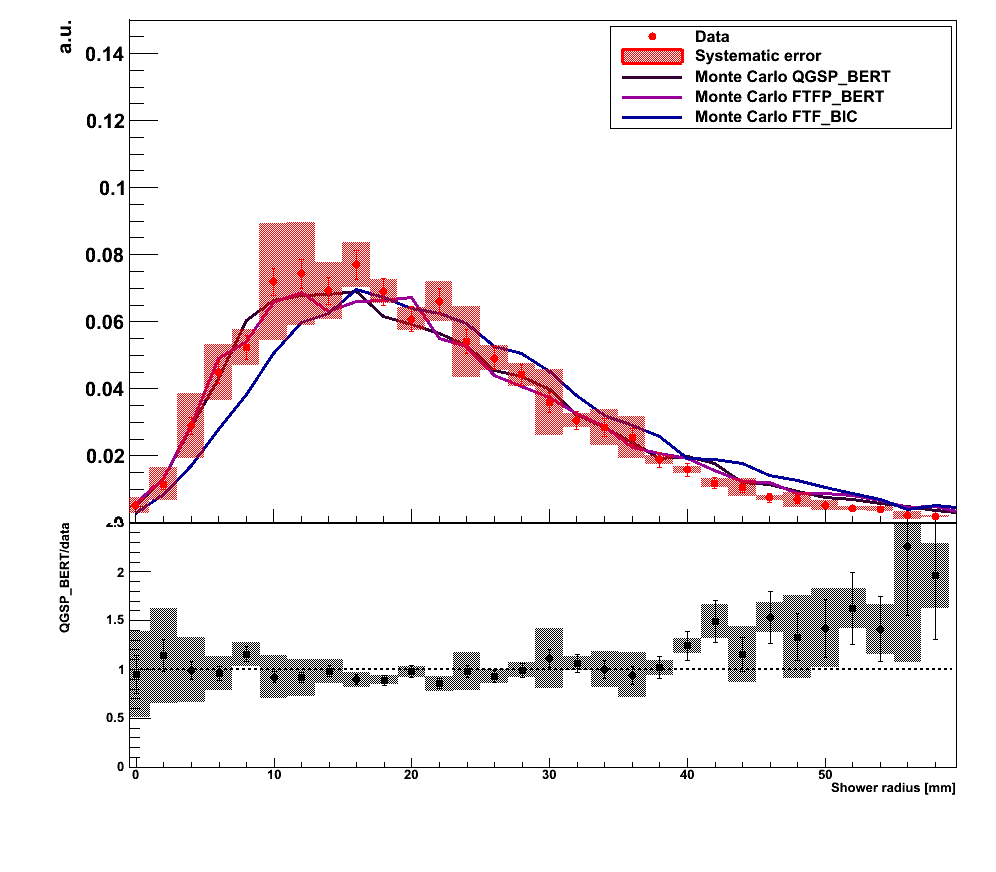 a.u.
0.14
0.12
0.1
0.08
0.06
0.04
0.02
Data
Systematic error
Monte Carlo QGSP_BERT
Monte Carlo FTFP_BERT
Monte Carlo FTF_BIC
QGSP_BERT/data
2
1.5
1
0.5
0
0 10 20 30 40 50
Shower radius [mm]